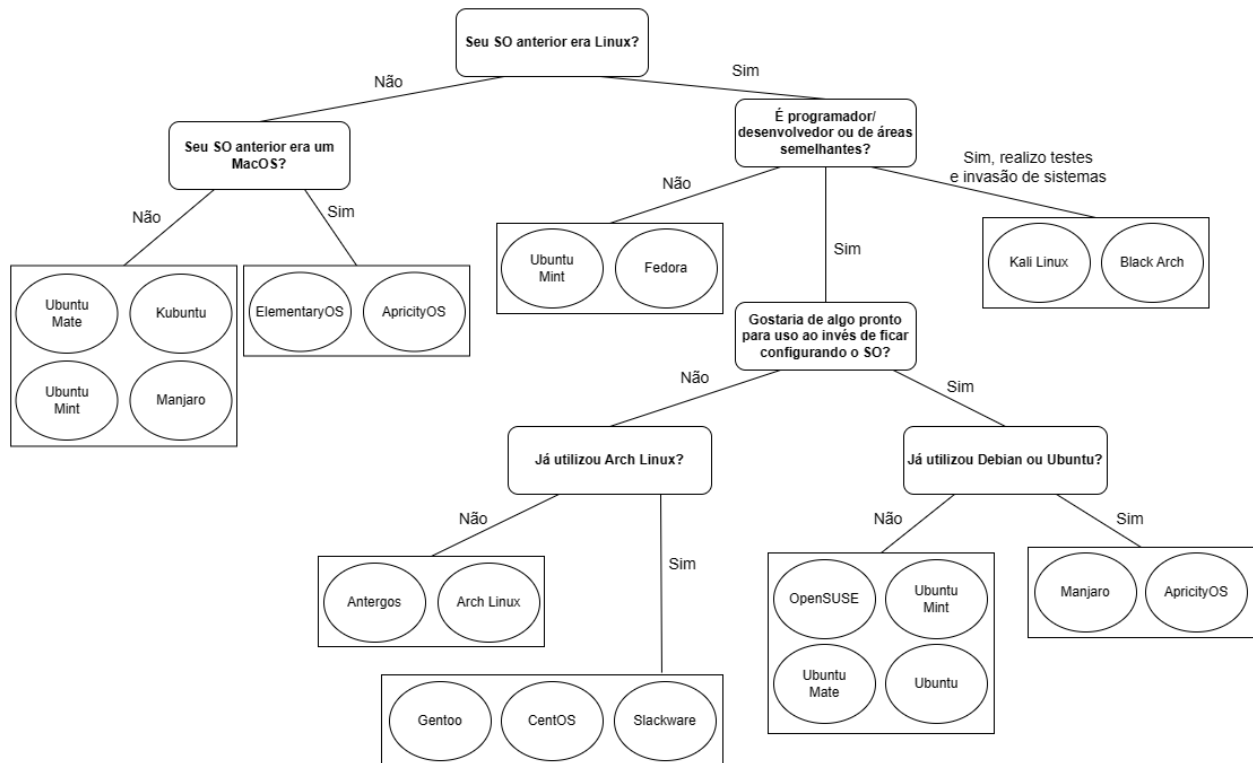 Seu SO anterior era Linux?
Não
Sim
Seu SO anterior era um
MacOS?
É programador/
desenvolvedor ou de áreas
semelhantes?
Não
Sim
Não
Sim
Sim, realizo testes
e invasão de sistemas
Ubuntu
Mate
Kubuntu
Ubuntu
Mint
Manjaro
ElementaryOS
ApricityOS
Ubuntu
Mint
Fedora
Kali Linux
Black Arch
Gostaria de algo pronto
para uso ao invés de ficar
configurando o SO?
Não
Sim
Já utilizou Arch Linux?
Já utilizou Debian ou Ubuntu?
Não
Sim
Não
Sim
Antergos
Arch Linux
Gentoo
CentOS
Slackware
OpenSUSE
Ubuntu
Mint
Ubuntu
Mate
Ubuntu
Manjaro
ApricityOS